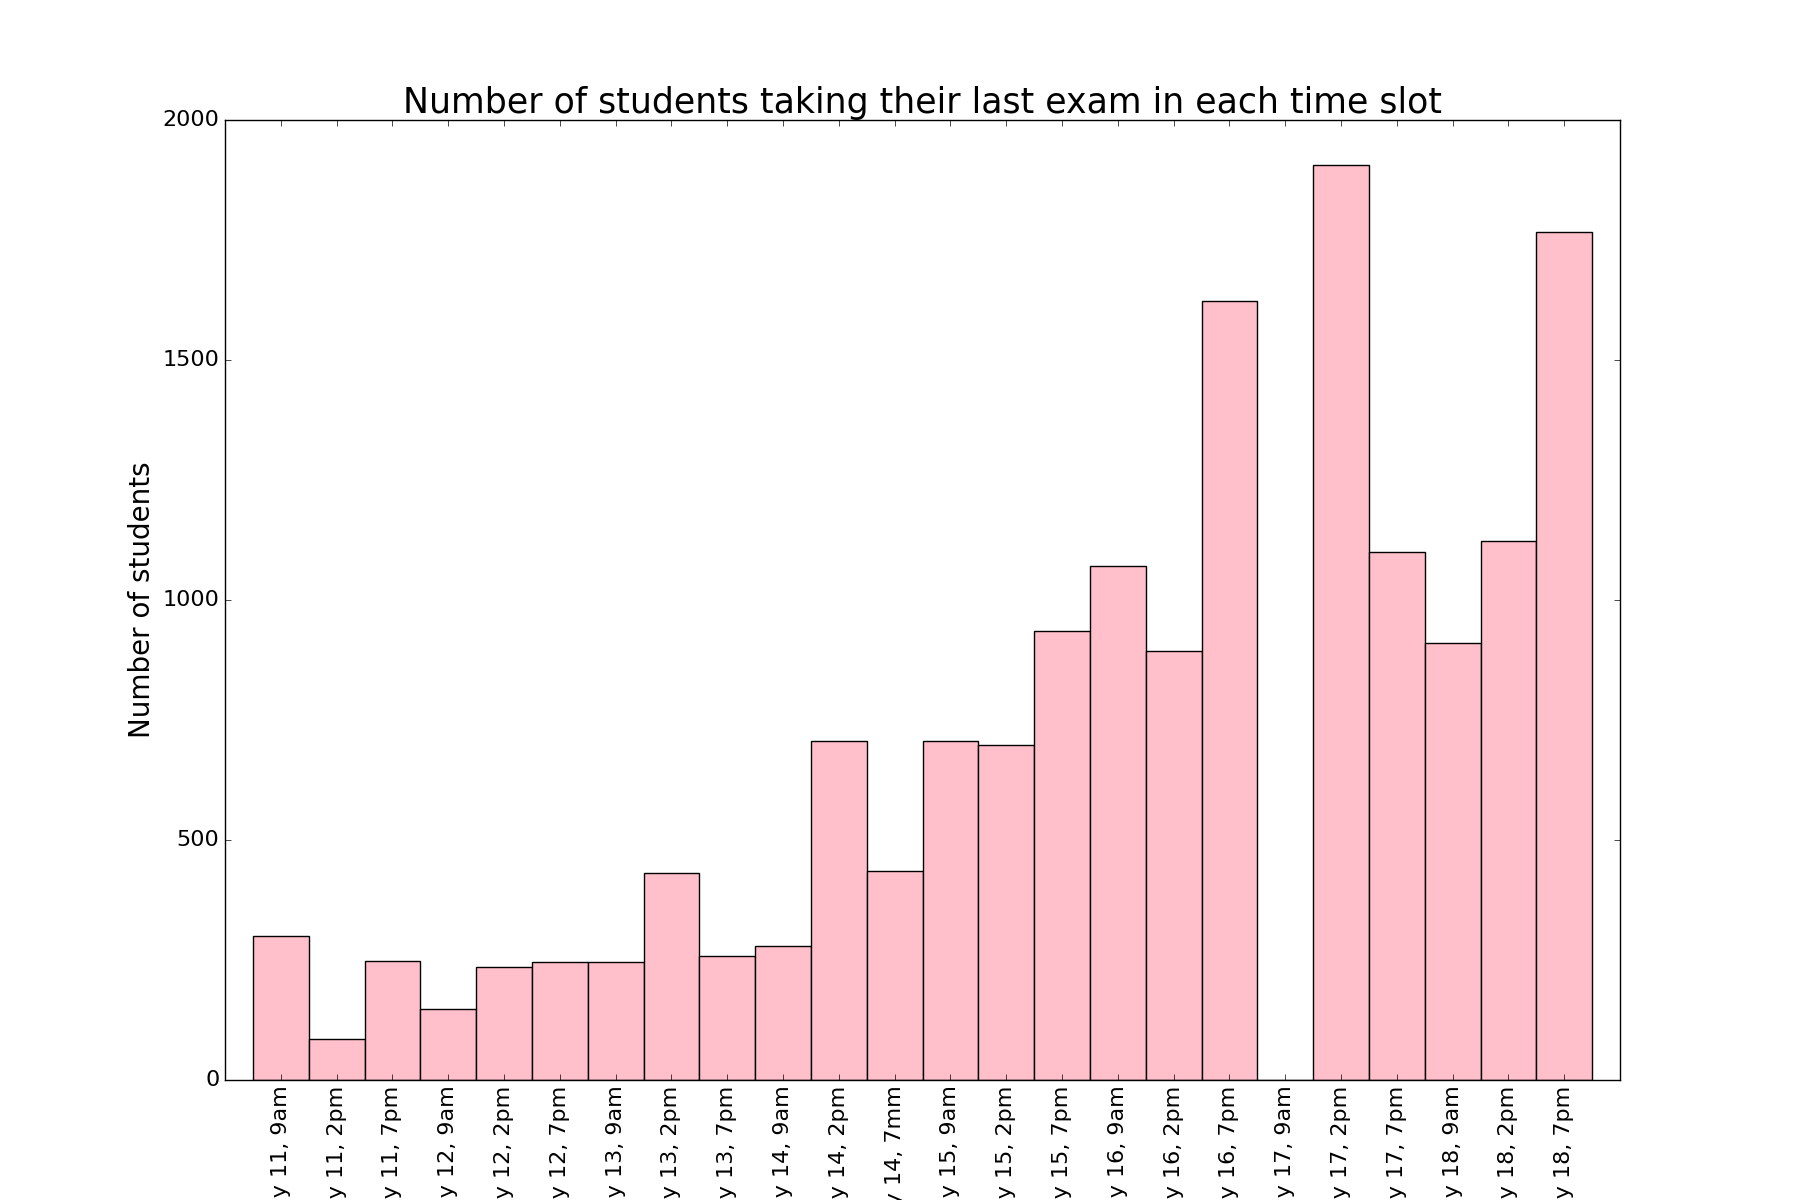 Number of students taking their last exam in each time slot
Number of students
2000
1500
1000
500
0
y 11, 9am
y 11, 2pm
y 11, 7pm
y 12, 9am
y 12, 2pm
y 12, 7pm
y 13, 9am
y 13, 2pm
y 13, 7pm
y 14, 9am
y 14, 2pm
y 14, 7mm
y 15, 9am
y 15, 2pm
y 15, 7pm
y 16, 9am
y 16, 2pm
y 16, 7pm
y 17, 9am
y 17, 2pm
y 17, 7pm
y 18, 9am
y 18, 2pm
y 18, 7pm